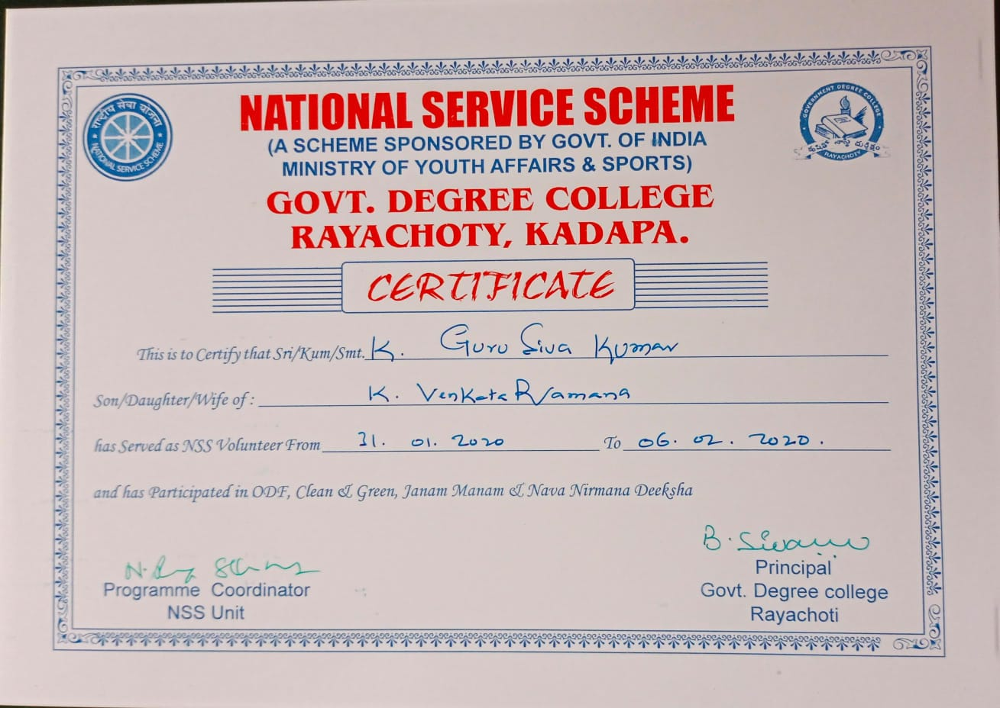 राष्ट्रीय सेवा योजना
NATIONAL SERVICE SCHEME
GOVERNMENT DEGREE COLLEGE
RAYACHOTY
NATIONAL SERVICE SCHEME
(A SCHEME SPONSORED BY GOVT. OF INDIA
MINISTRY OF YOUTH AFFAIRS & SPORTS)
GOVT. DEGREE COLLEGE
RAYACHOTY, KADAPA.
CERTIFICATE
This is to Certify that Sri/Kum/Smt. K. Guru Siva Kumar
Son/Daughter/Wife of : K. Venkata Ramana
has Served as NSS Volunteer From 31. 01. 2020 To 06. 02. 2020.
and has Participated in ODF, Clean & Green, Janam Manam & Nava Nirmana Deeksha
Programme Coordinator
NSS Unit
Principal
Govt. Degree college
Rayachoti